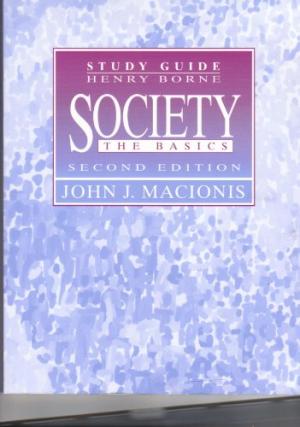 STUDY GUIDE
HENRY BORNE
SOCIETY
THE BASICS
SECOND EDITION
JOHN J. MACIONIS